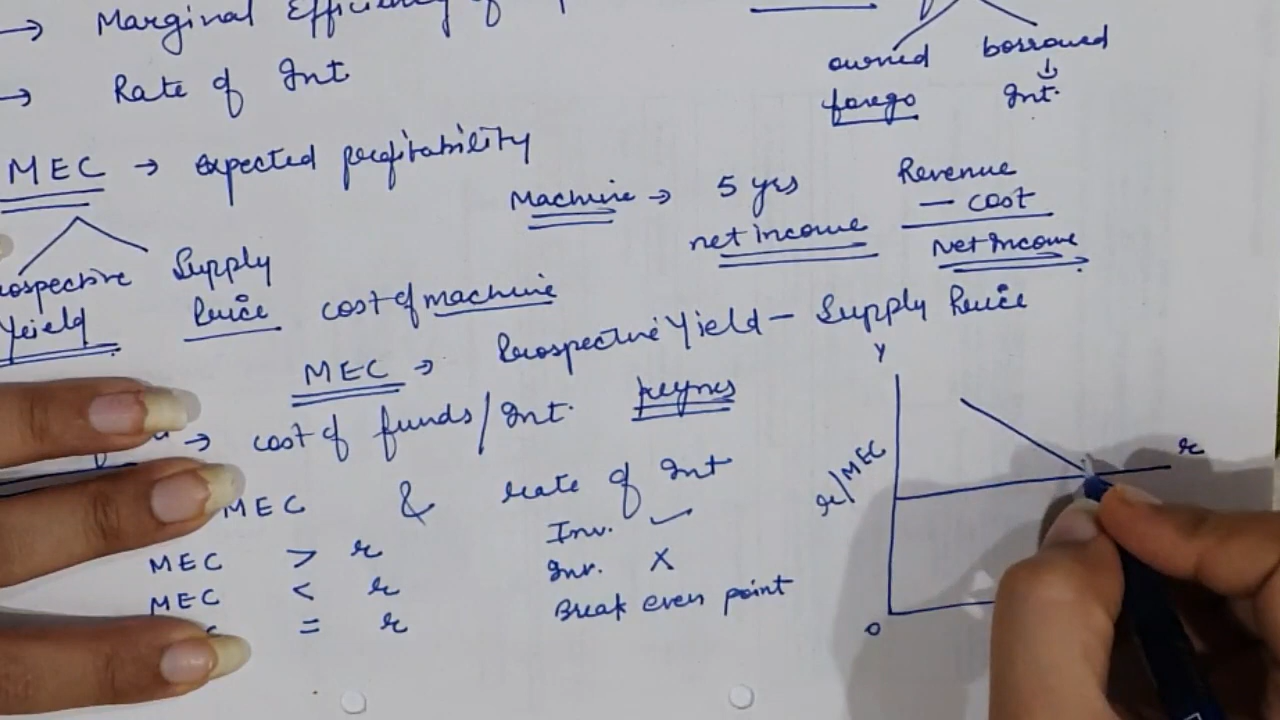 → Marginal Efficiency of
→ Rate of Int
owned borrowed
forego Int.
MEC → expected profitability
Machine → 5 yrs
net income
Revenue
— cost
Net Income
Yield
Supply
Price cost of machine
MEC → Prospective Yield — Supply Price
→ cost of funds/Int. Keynes
MEC & rate of Int
MEC > r Inv. ✓
MEC < r Inv. X
= r Break even point
Y
r/MEC
r
O